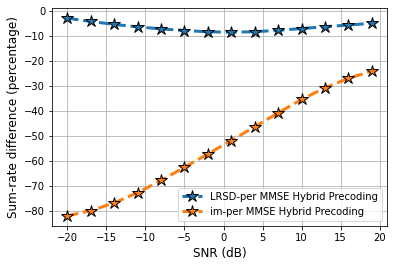 0
−10
−20
−30
−40
−50
−60
−70
−80
Sum-rate difference (percentage)
LRSD-per MMSE Hybrid Precoding
im-per MMSE Hybrid Precoding
−20 −15 −10 −5 0 5 10 15 20
SNR (dB)